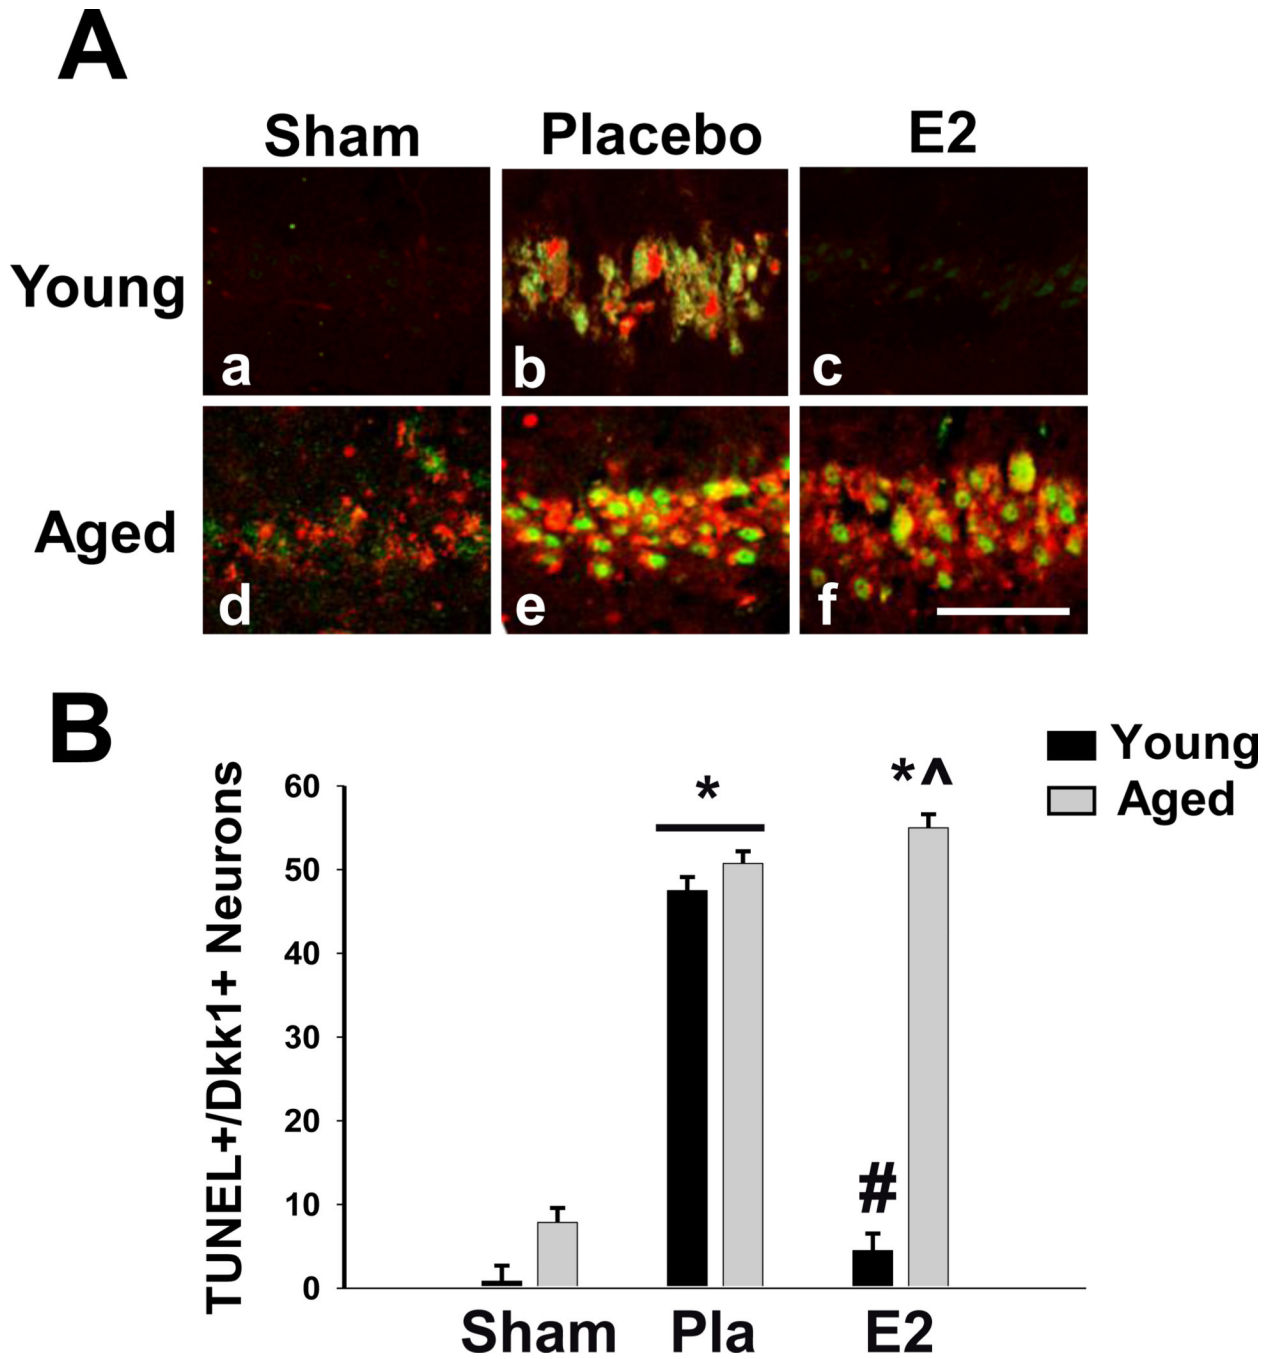 A
Sham Placebo E2
Young
a b c
Aged
d e f
B
Young
Aged
TUNEL+/Dkk1+ Neurons
60
50
40
30
20
10
0
*
*^
#
Sham Pla E2